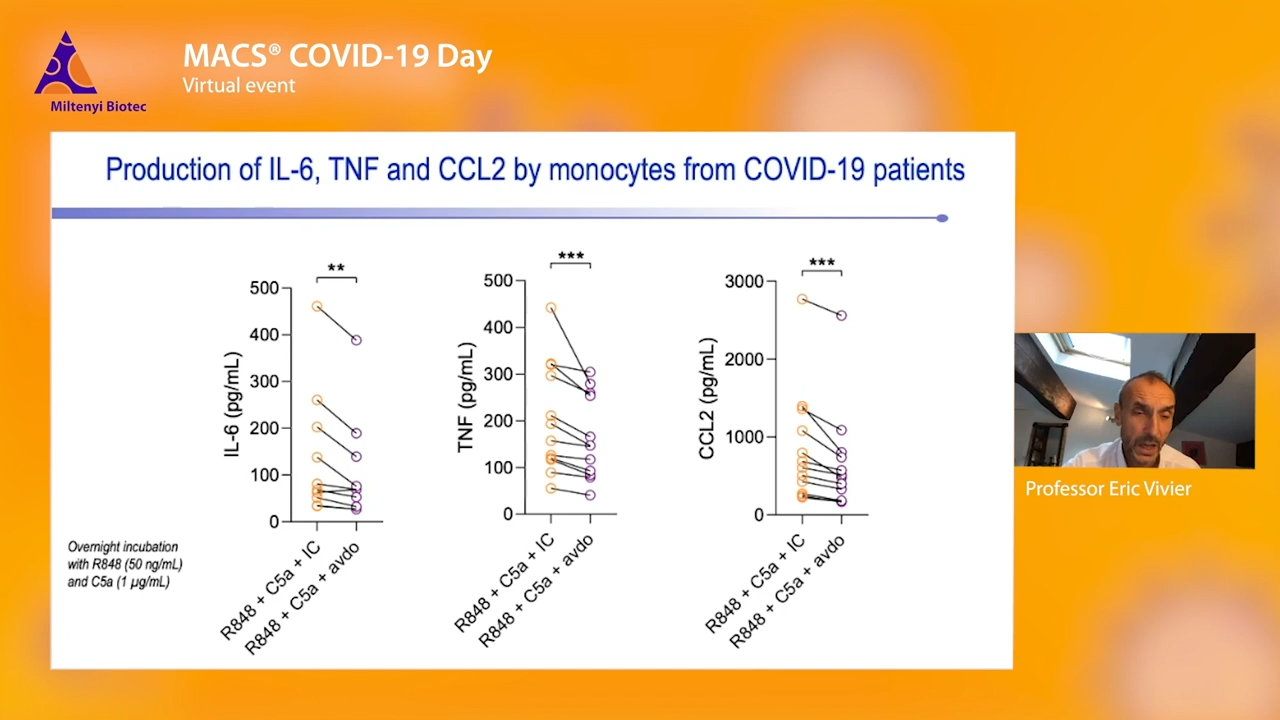 MACS® COVID-19 Day
Virtual event
Miltenyi Biotec
Production of IL-6, TNF and CCL2 by monocytes from COVID-19 patients
**
500
400
300
200
100
0
IL-6 (pg/mL)
R848 + C5a + IC
R848 + C5a + avdo
***
500
400
300
200
100
0
TNF (pg/mL)
R848 + C5a + IC
R848 + C5a + avdo
***
3000
2000
1000
0
CCL2 (pg/mL)
R848 + C5a + IC
R848 + C5a + avdo
Overnight incubation
with R848 (50 ng/mL)
and C5a (1 µg/mL)
Professor Eric Vivier